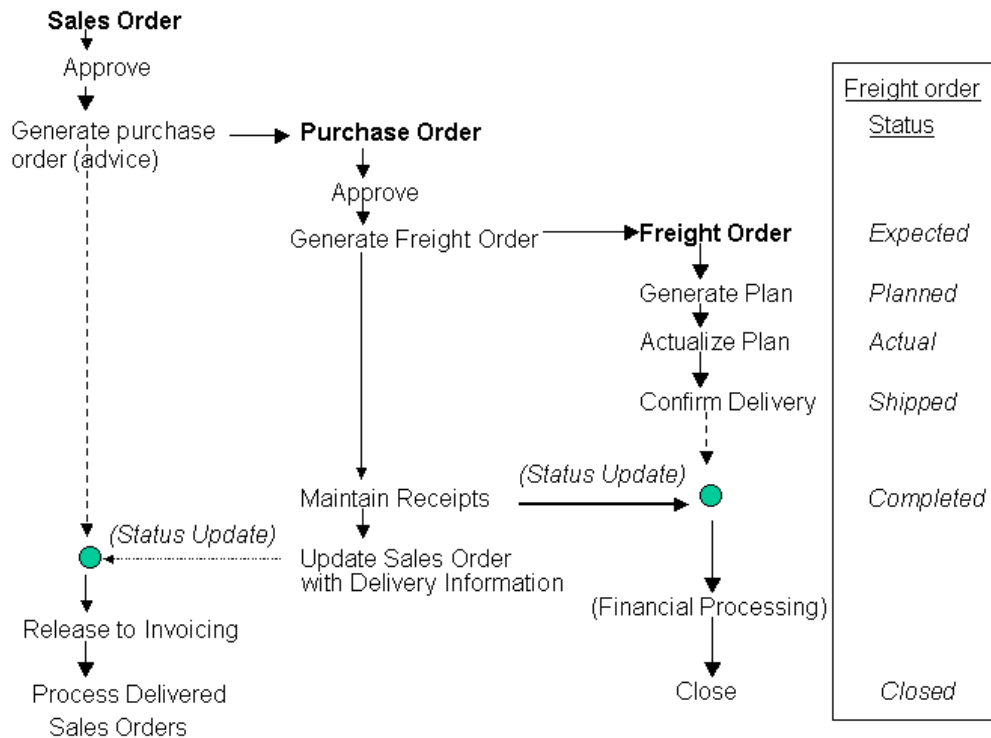 Sales Order
Approve
Generate purchase
order (advice)
Purchase Order
Approve
Generate Freight Order
Freight Order
Generate Plan
Actualize Plan
Confirm Delivery
Maintain Receipts
(Status Update)
(Status Update)
Update Sales Order
with Delivery Information
(Financial Processing)
Release to Invoicing
Process Delivered
Sales Orders
Close
Freight order
Status
Expected
Planned
Actual
Shipped
Completed
Closed